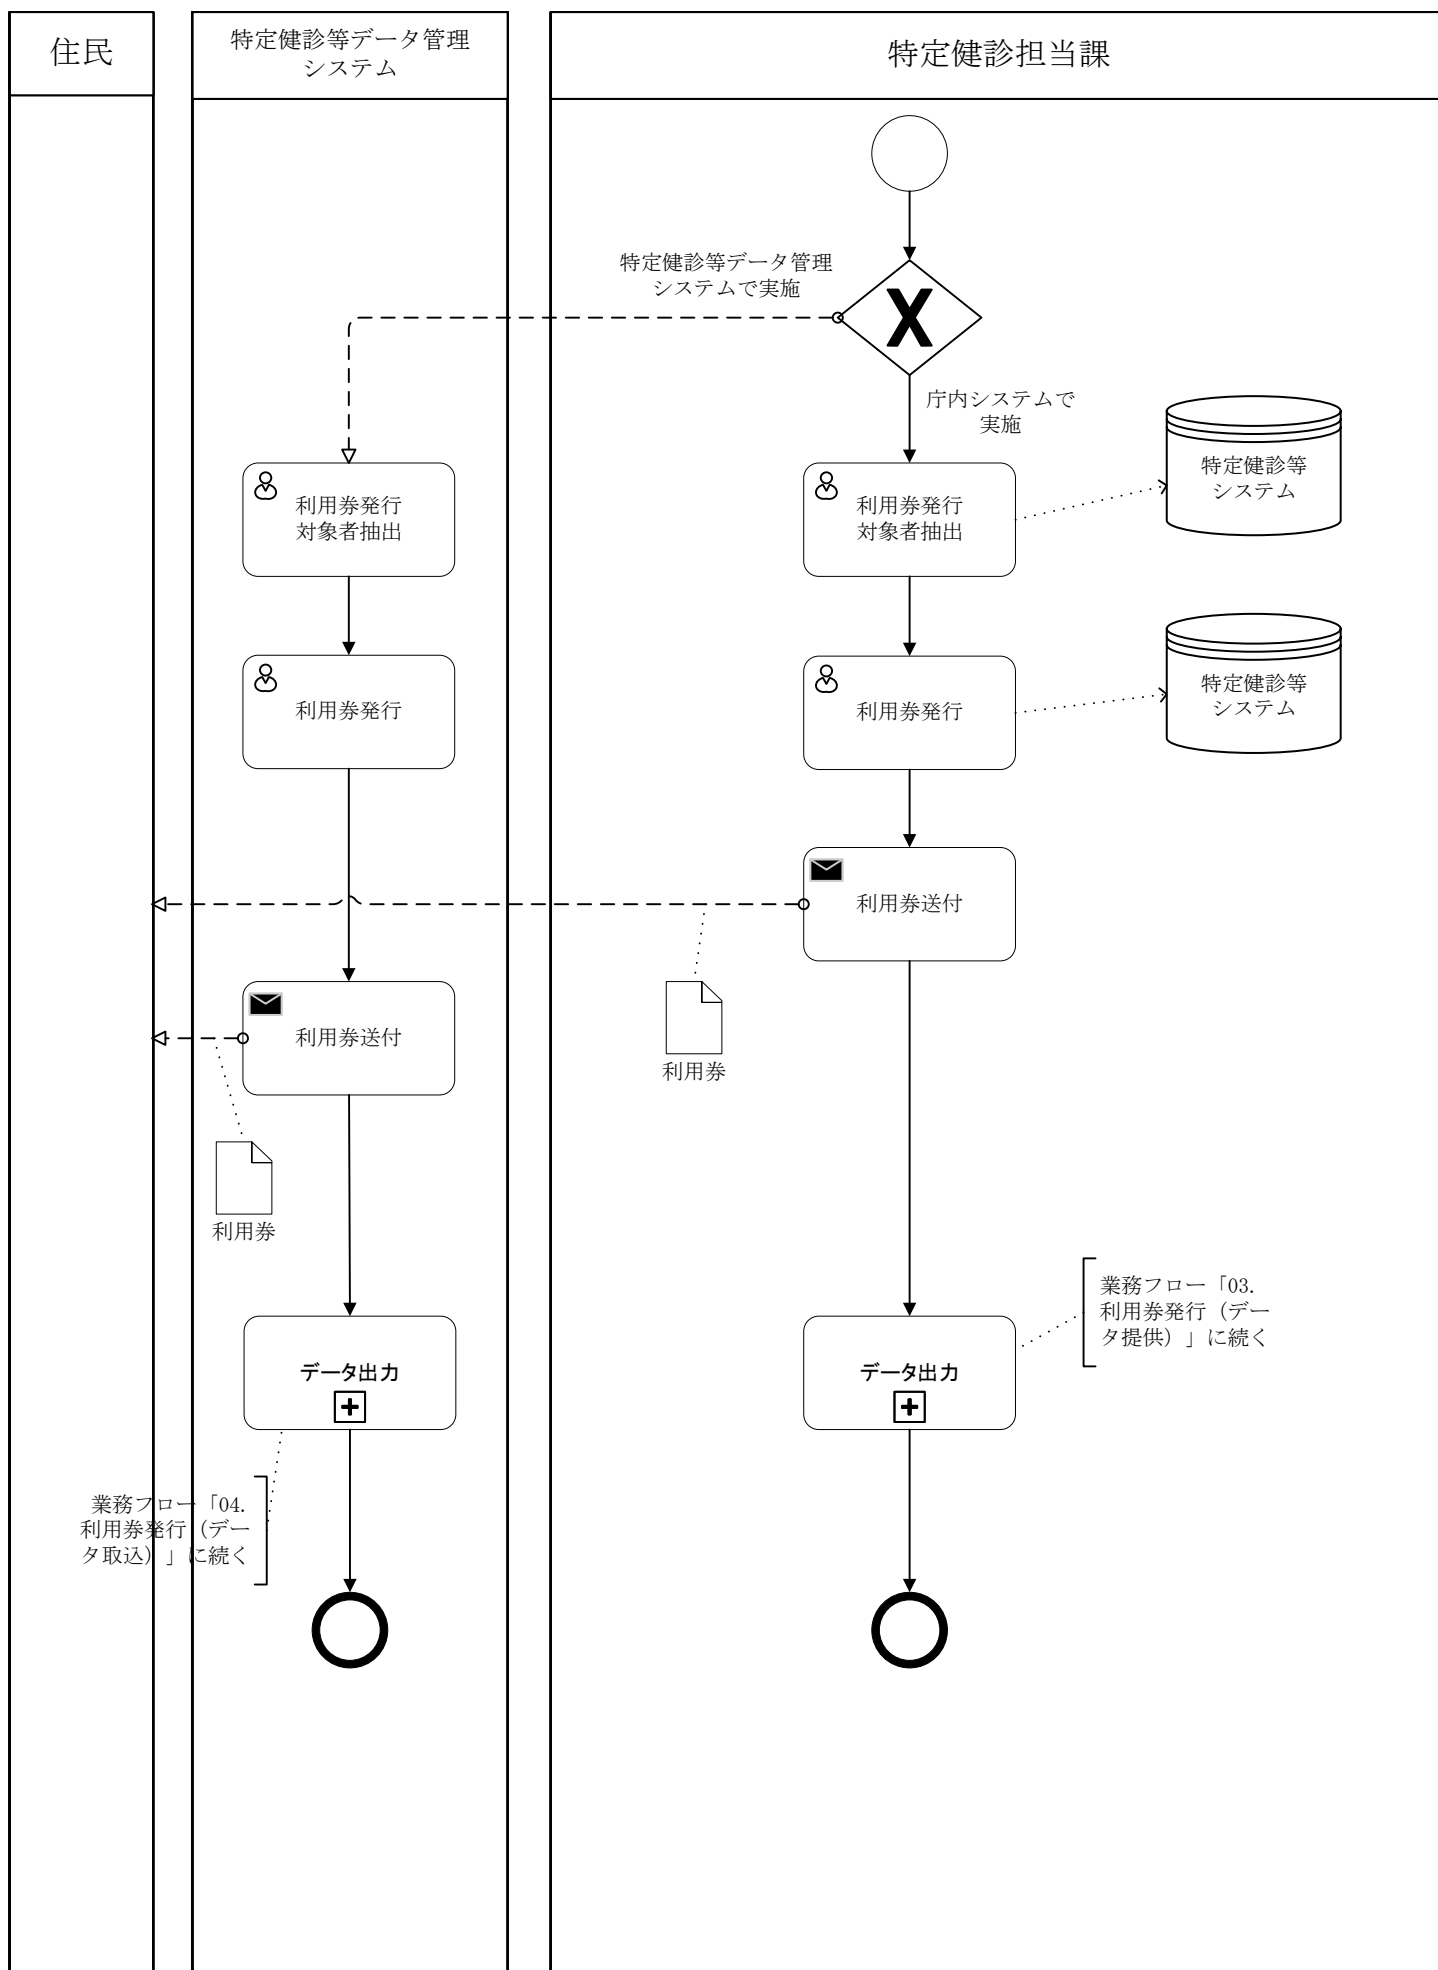 住民
特定健診等データ管理
システム
特定健診担当課
特定健診等データ管理
システムで実施
庁内システムで
実施
利用券発行
対象者抽出
利用券発行
対象者抽出
特定健診等
システム
利用券発行
利用券発行
特定健診等
システム
利用券送付
利用券送付
利用券
利用券
業務フロー「03.
利用券発行（デー
タ提供）」に続く
データ出力
データ出力
業務フロー「04.
利用券発行（デー
タ取込）」に続く